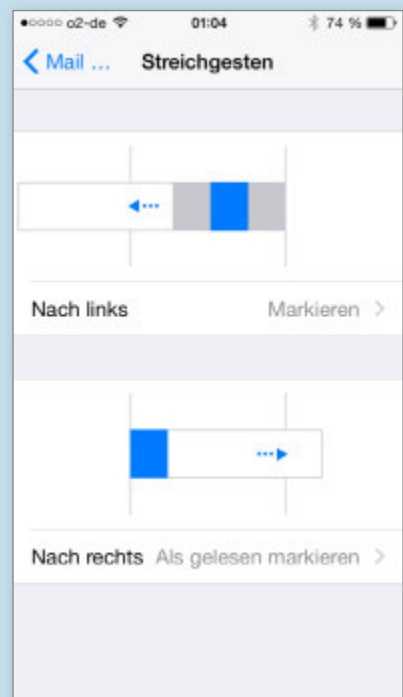 o2-de 01:04 74 %
Mail ... Streichgesten
Nach links Markieren
Nach rechts Als gelesen markieren